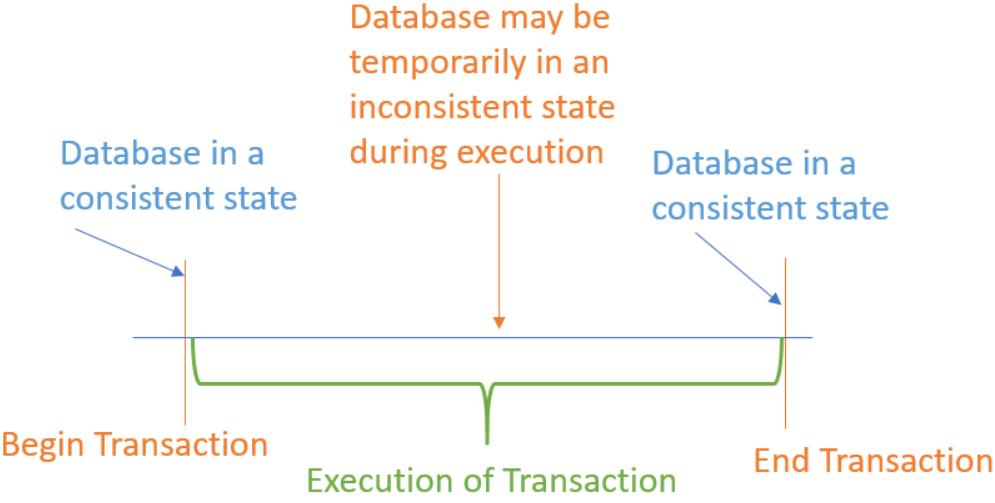 Database may be
temporarily in an
inconsistent state
during execution
Database in a
consistent state
Database in a
consistent state
Begin Transaction
Execution of Transaction
End Transaction